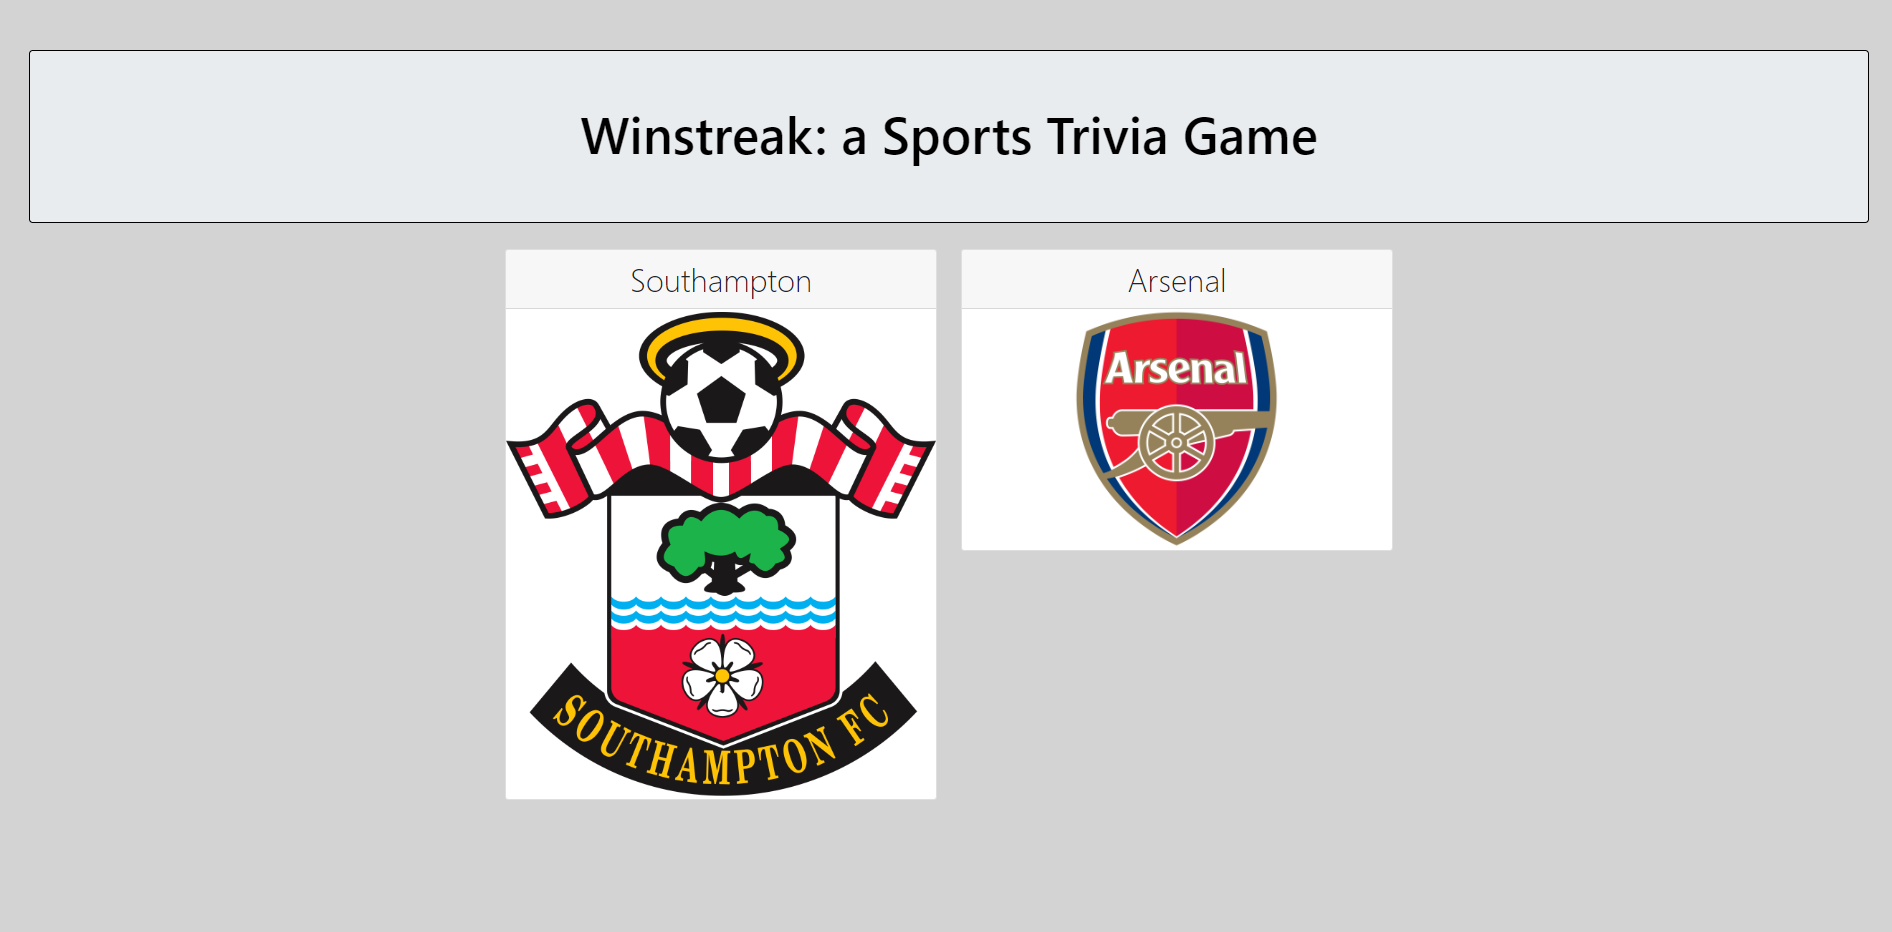 Winstreak: a Sports Trivia Game
Southampton
Arsenal
Arsenal
SOUTHAMPTON FC